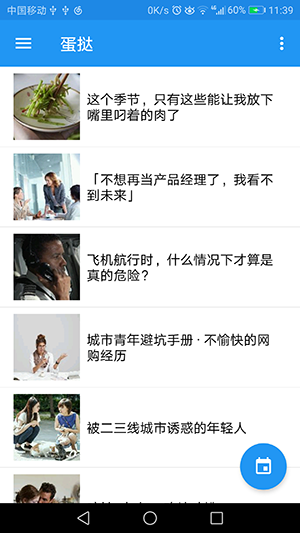 中国移动 0K/s 4G 60% 11:39
蛋挞
这个季节，只有这些能让我放下
嘴里叼着的肉了
「不想再当产品经理了，我看不
到未来」
飞机航行时，什么情况下才算是
真的危险？
城市青年避坑手册 · 不愉快的网
购经历
被二三线城市诱惑的年轻人